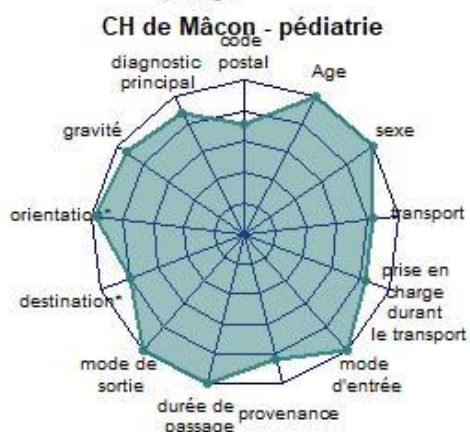 CH de Mâcon - pédiatrie
code
postal
Age
sexe
transport
prise en
charge
durant
le transport
mode
d'entrée
provenance
durée de
passage
mode de
sortie
destination*
orientation*
gravité
diagnostic
principal